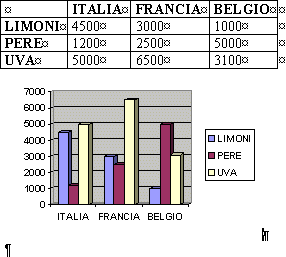 ¤ ITALIA¤ FRANCIA¤ BELGIO¤ ¤
LIMONI¤ 4500¤ 3000¤ 1000¤ ¤
PERE¤ 1200¤ 2500¤ 5000¤ ¤
UVA¤ 5000¤ 6500¤ 3100¤ ¤
7000
6000
5000
4000
3000
2000
1000
0
ITALIA FRANCIA BELGIO
LIMONI
PERE
UVA
¶
¶